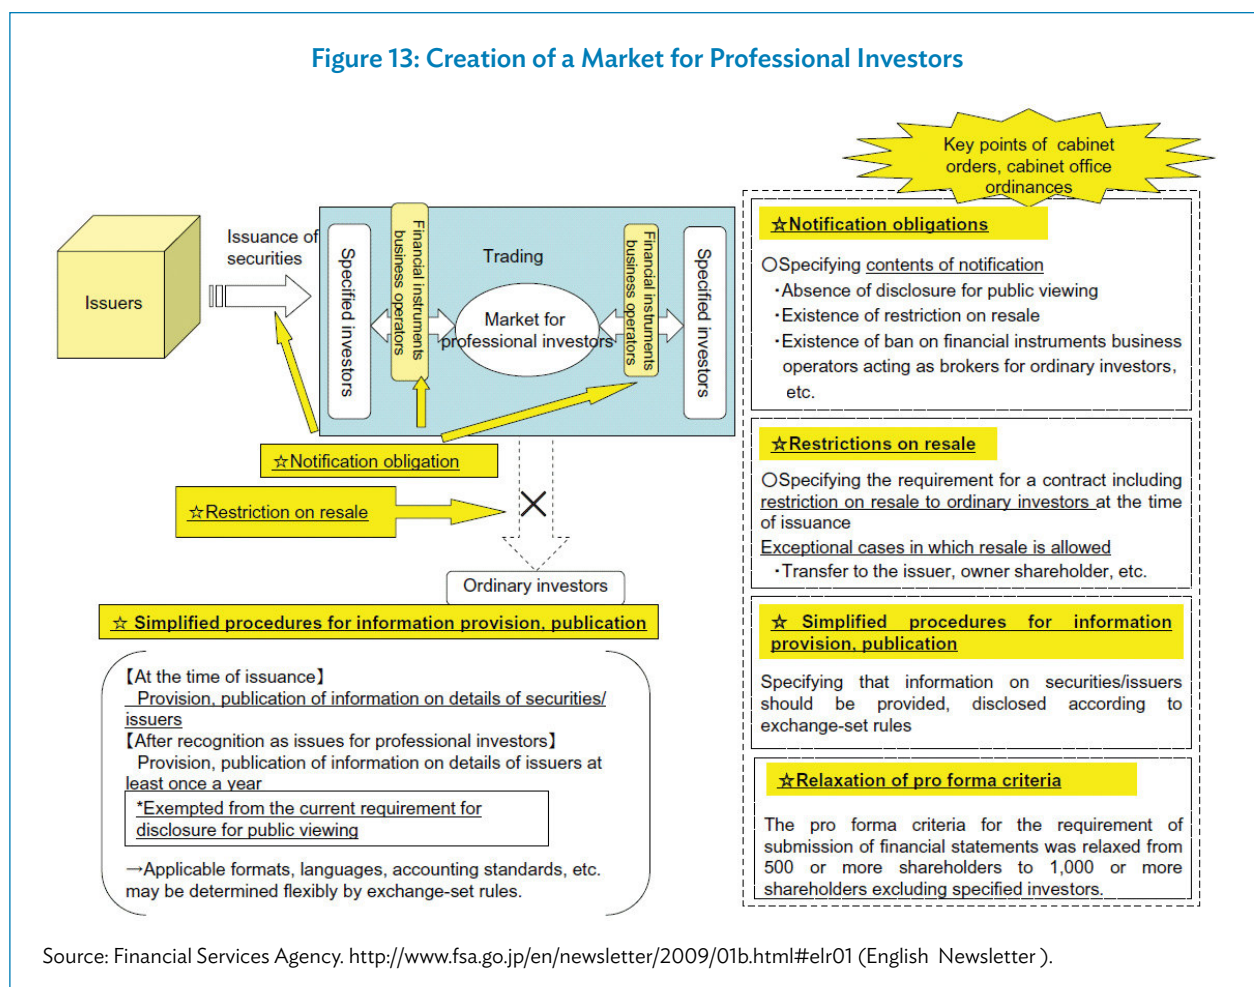 Figure 13: Creation of a Market for Professional Investors
Key points of cabinet
orders, cabinet office
ordinances
Issuers
Issuance of
securities
Specified investors
Financial instruments
business operators
Trading
Market for
professional investors
Financial instruments
business operators
Specified investors
☆Notification obligation
☆Restriction on resale
Ordinary investors
☆ Simplified procedures for information provision, publication
【At the time of issuance】
Provision, publication of information on details of securities/
issuers
【After recognition as issues for professional investors】
Provision, publication of information on details of issuers at
least once a year
*Exempted from the current requirement for
disclosure for public viewing
→Applicable formats, languages, accounting standards, etc.
may be determined flexibly by exchange-set rules.
☆Notification obligations
○Specifying contents of notification
・Absence of disclosure for public viewing
・Existence of restriction on resale
・Existence of ban on financial instruments business
operators acting as brokers for ordinary investors,
etc.
☆Restrictions on resale
○Specifying the requirement for a contract including
restriction on resale to ordinary investors at the time
of issuance
Exceptional cases in which resale is allowed
・Transfer to the issuer, owner shareholder, etc.
☆ Simplified procedures for information
provision, publication
Specifying that information on securities/issuers
should be provided, disclosed according to
exchange-set rules
☆Relaxation of pro forma criteria
The pro forma criteria for the requirement of
submission of financial statements was relaxed from
500 or more shareholders to 1,000 or more
shareholders excluding specified investors.
Source: Financial Services Agency. http://www.fsa.go.jp/en/newsletter/2009/01b.html#elr01 (English Newsletter ).